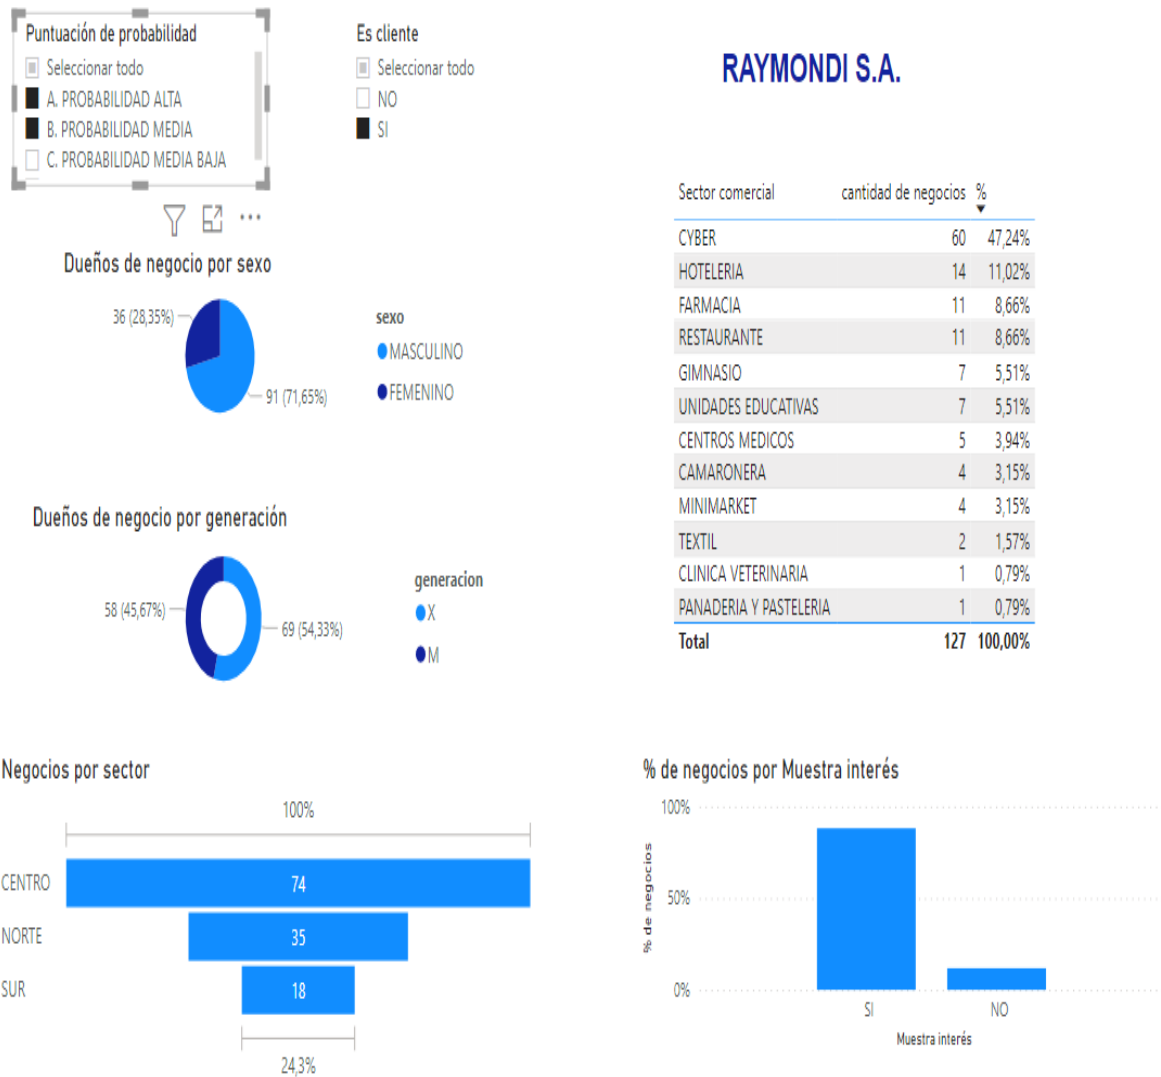 Puntuación de probabilidad
Seleccionar todo
A. PROBABILIDAD ALTA
B. PROBABILIDAD MEDIA
C. PROBABILIDAD MEDIA BAJA
Es cliente
Seleccionar todo
NO
SI
RAYMONDI S.A.
Sector comercial cantidad de negocios %
CYBER 60 47,24%
HOTELERIA 14 11,02%
FARMACIA 11 8,66%
RESTAURANTE 11 8,66%
GIMNASIO 7 5,51%
UNIDADES EDUCATIVAS 7 5,51%
CENTROS MEDICOS 5 3,94%
CAMARONERA 4 3,15%
MINIMARKET 4 3,15%
TEXTIL 2 1,57%
CLINICA VETERINARIA 1 0,79%
PANADERIA Y PASTELERIA 1 0,79%
Total 127 100,00%
Dueños de negocio por sexo
36 (28,35%)
91 (71,65%)
sexo
MASCULINO
FEMENINO
Dueños de negocio por generación
58 (45,67%)
69 (54,33%)
generacion
X
M
Negocios por sector
100%
CENTRO 74
NORTE 35
SUR 18
24,3%
% de negocios por Muestra interés
% de negocios
100%
50%
0%
SI NO
Muestra interés